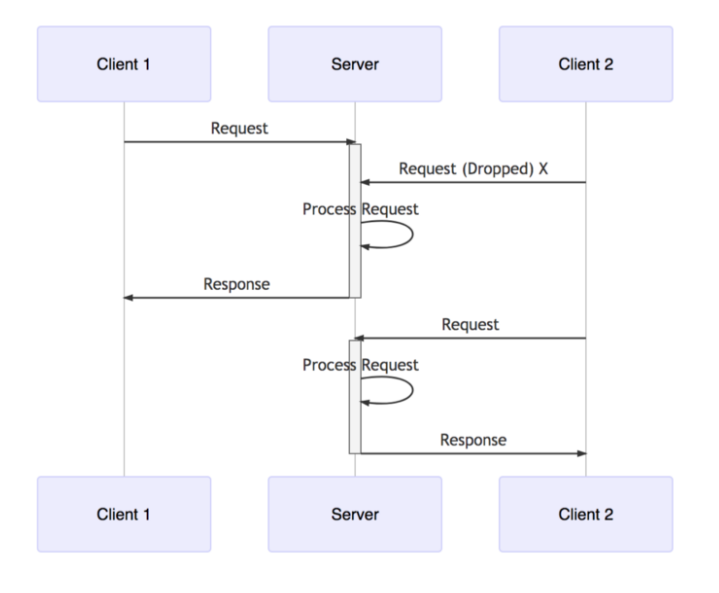 Client 1
Server
Client 2
Request
Request (Dropped) X
Process Request
Response
Request
Process Request
Response
Client 1
Server
Client 2